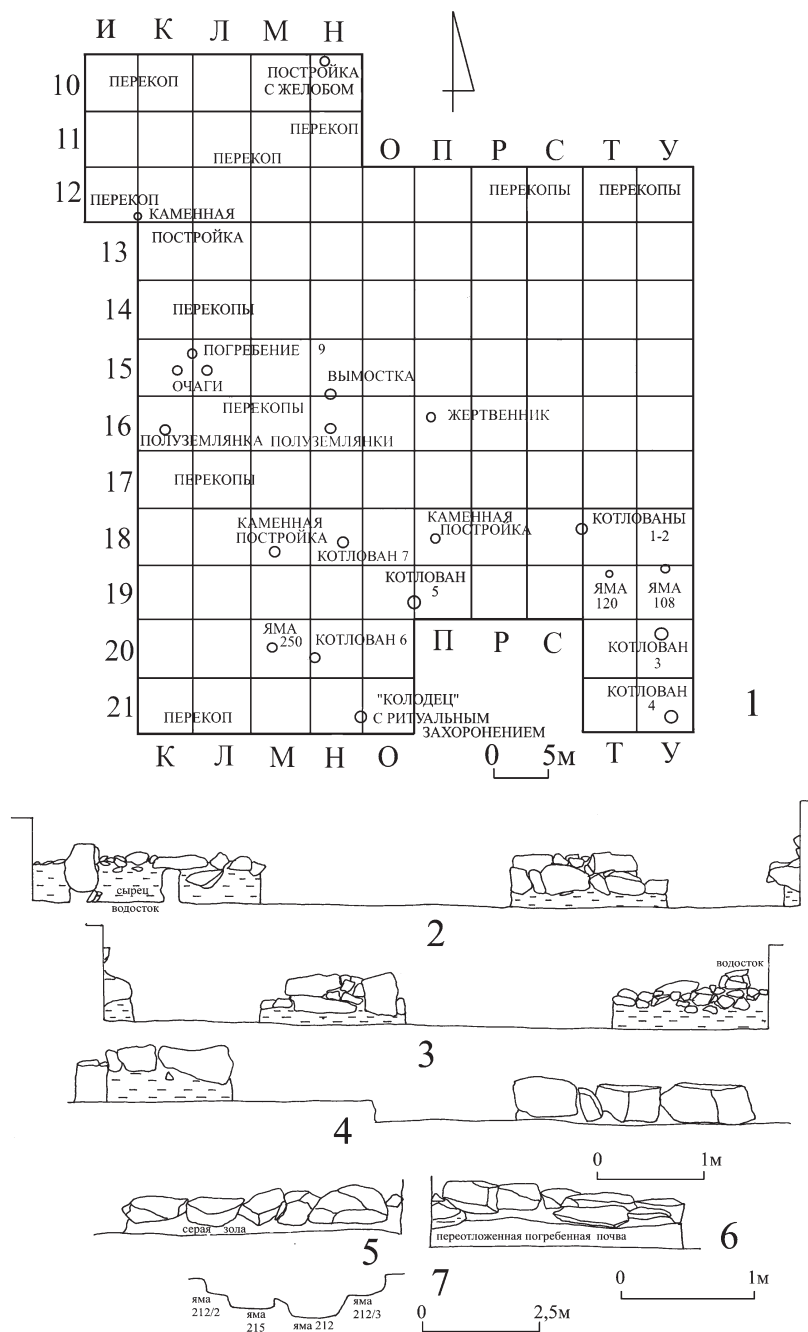 И К Л М Н
10 ПЕРЕКОП ПОСТРОЙКА
С ЖЕЛОБОМ
11 ПЕРЕКОП
ПЕРЕКОП
О П Р С Т У
12 ПЕРЕКОП ПЕРЕКОПЫ ПЕРЕКОПЫ
КАМЕННАЯ
13 ПОСТРОЙКА
14 ПЕРЕКОПЫ
15 ПОГРЕБЕНИЕ 9
ОЧАГИ ВЫМОСТКА
16 ПЕРЕКОПЫ ЖЕРТВЕННИК
ПОЛУЗЕМЛЯНКА ПОЛУЗЕМЛЯНКИ
17 ПЕРЕКОПЫ
18 КАМЕННАЯ
ПОСТРОЙКА
КОТЛОВАН 7
КАМЕННАЯ
ПОСТРОЙКА
КОТЛОВАНЫ
1-2
19 КОТЛОВАН
5
ЯМА
120
ЯМА
108
20 ЯМА
250
КОТЛОВАН 6
П Р С
КОТЛОВАН
3
21 ПЕРЕКОП
"КОЛОДЕЦ"
С РИТУАЛЬНЫМ
ЗАХОРОНЕНИЕМ
КОТЛОВАН
4
1
К Л М Н О
0 5м
Т У
сырец
водосток
2
водосток
3
4
0 1м
серая зола
5
переотложенная погребенная почва
6
7
яма
212/2
яма
215
яма 212
яма
212/3
0 2,5м
0 1м